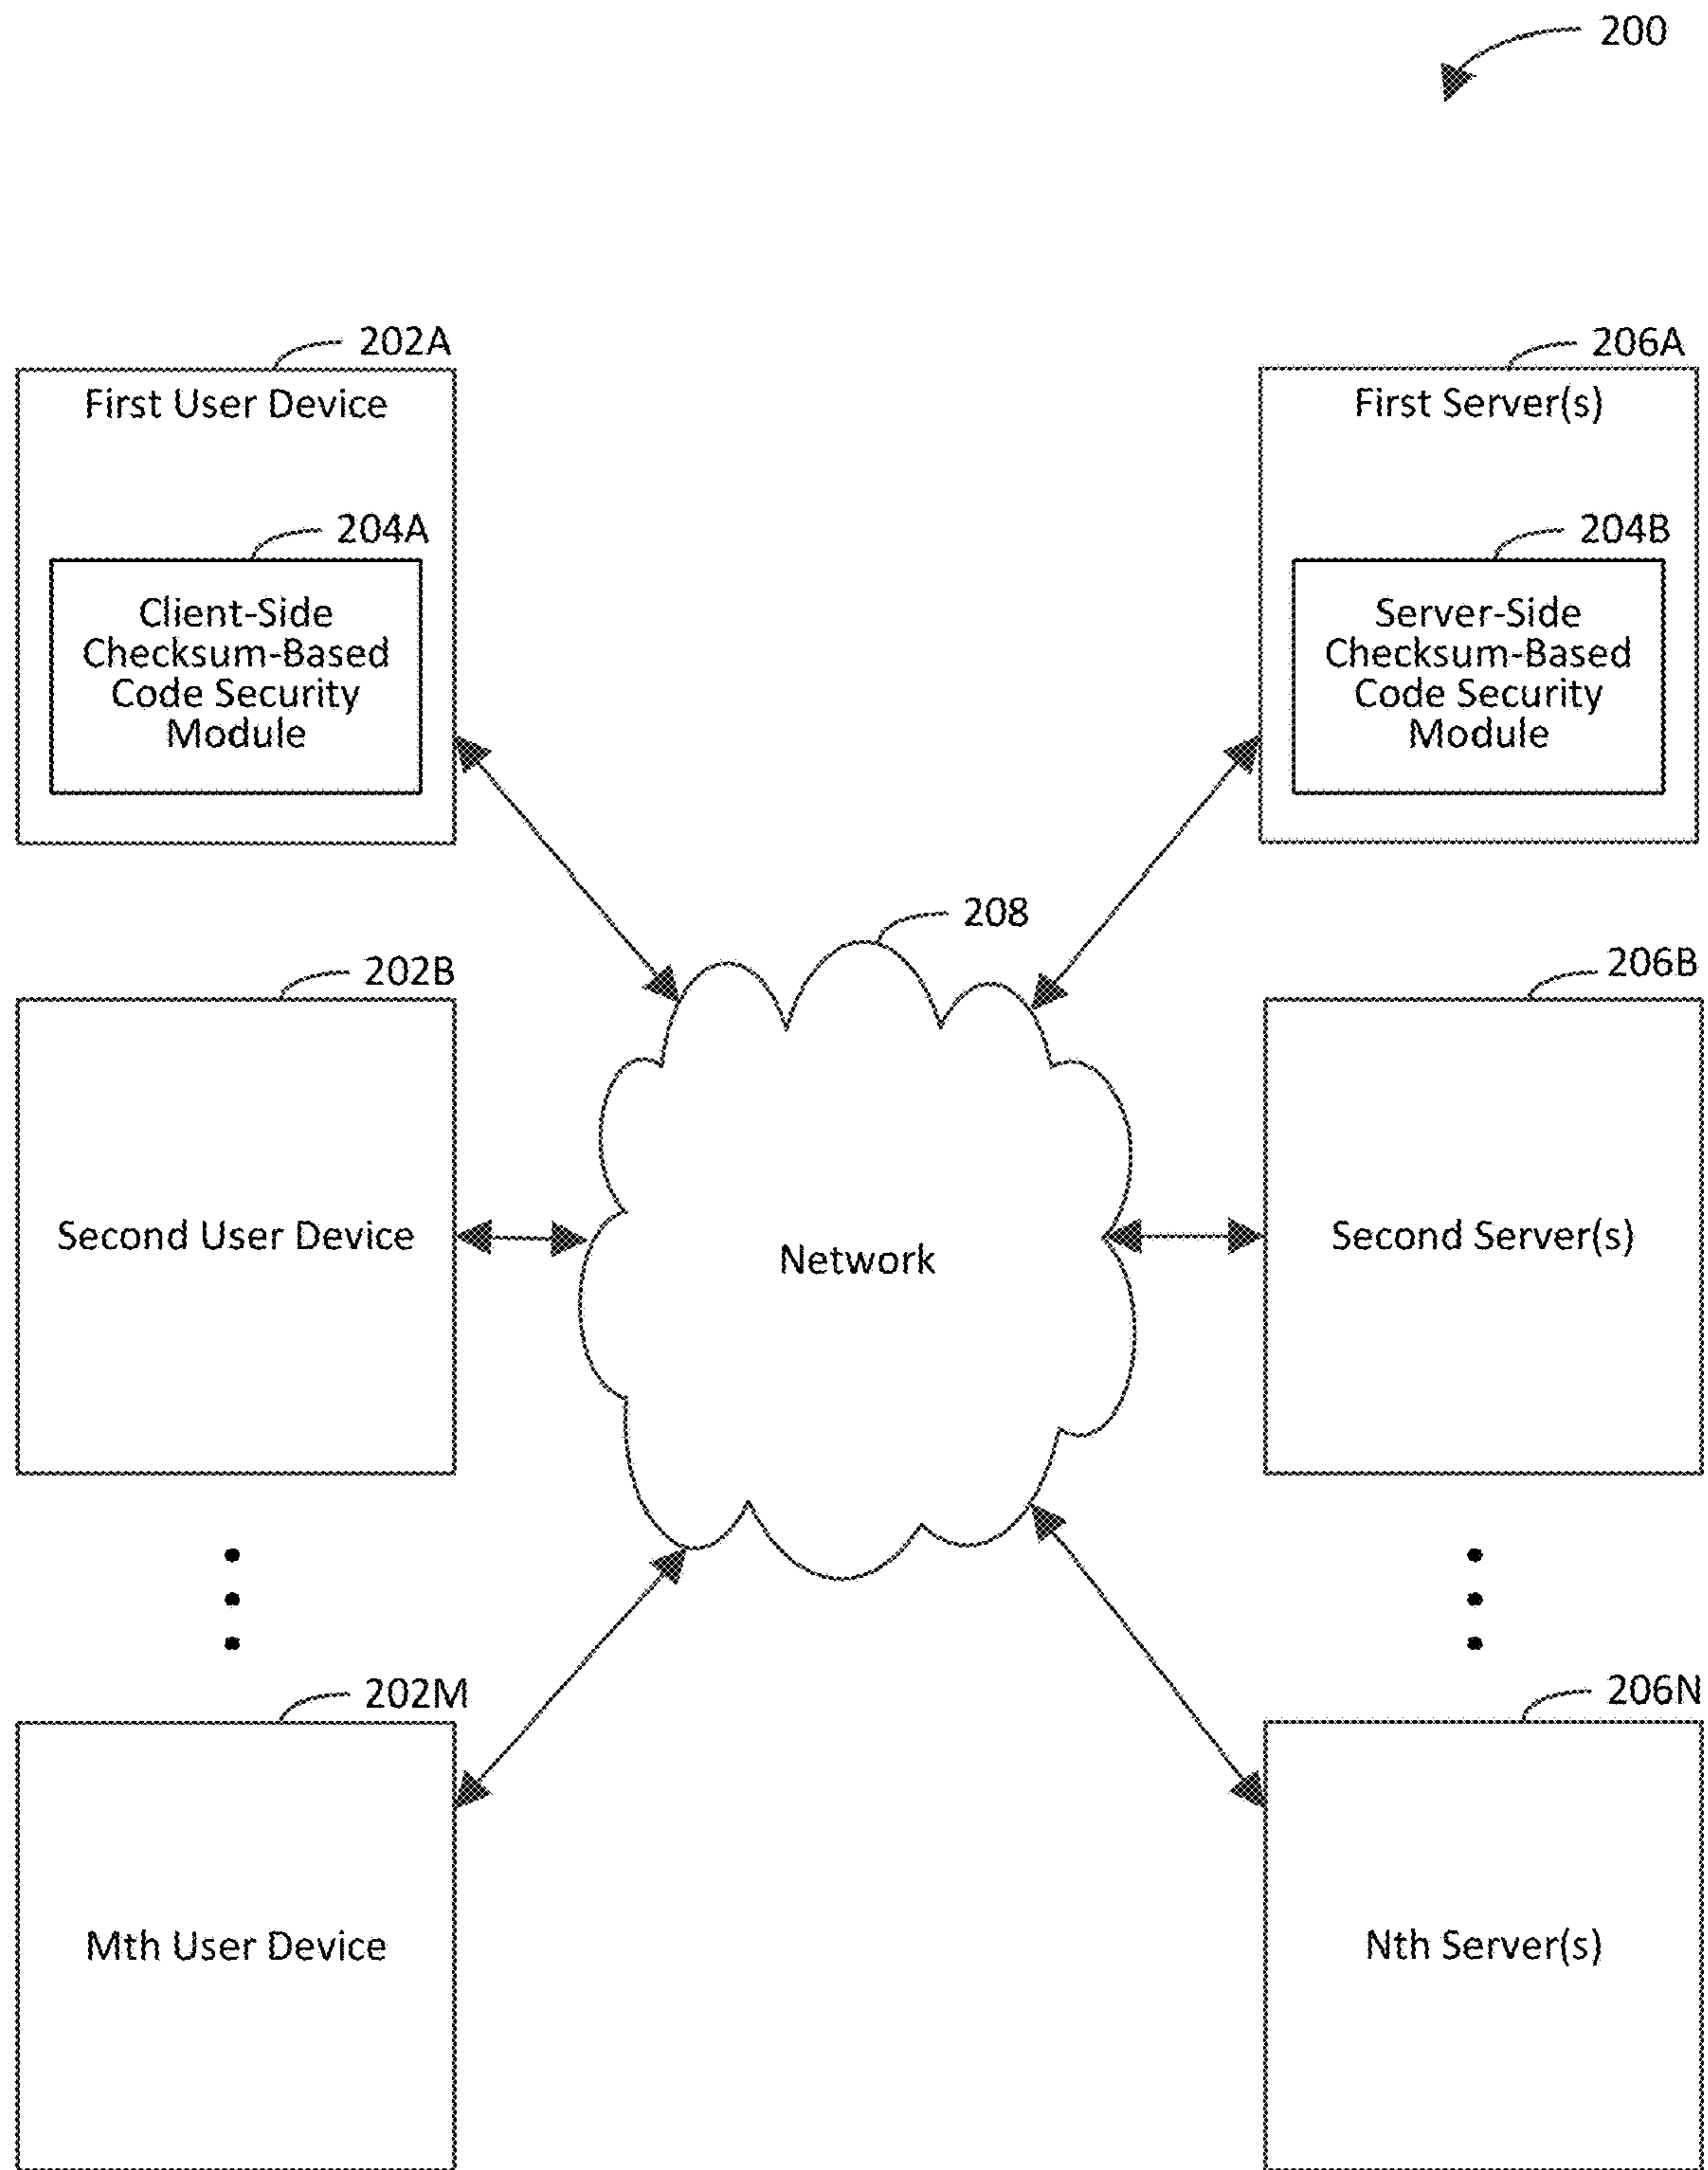 200
202A
First User Device
204A
Client-Side
Checksum-Based
Code Security
Module
206A
First Server(s)
204B
Server-Side
Checksum-Based
Code Security
Module
208
Network
202B
Second User Device
206B
Second Server(s)
202M
Mth User Device
206N
Nth Server(s)